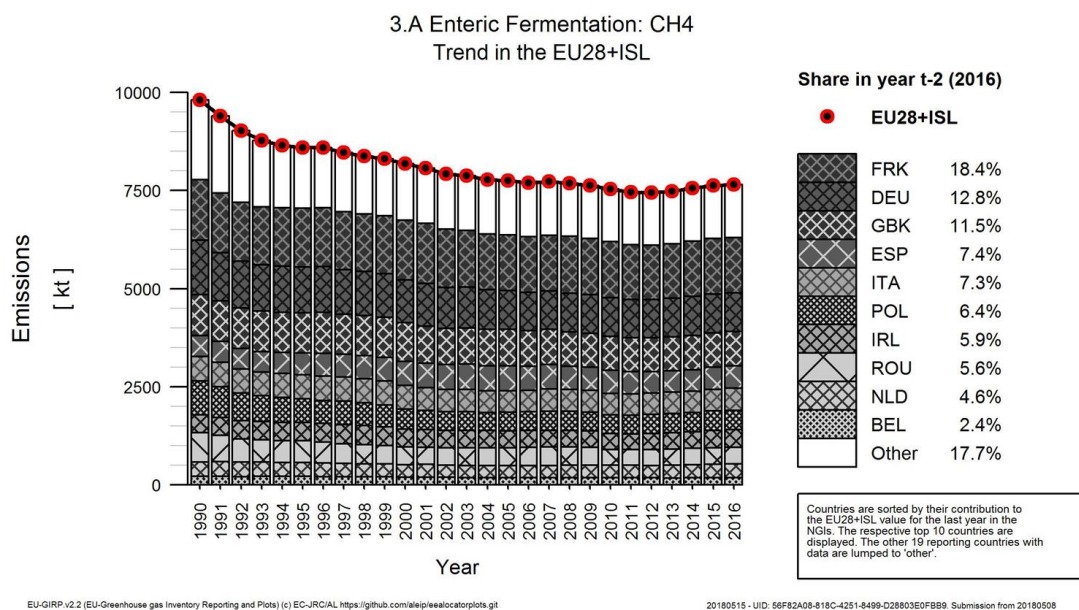 3.A Enteric Fermentation: CH4
Trend in the EU28+ISL
Emissions
[ kt ]
10000
7500
5000
2500
0
1990
1991
1992
1993
1994
1995
1996
1997
1998
1999
2000
2001
2002
2003
2004
2005
2006
2007
2008
2009
2010
2011
2012
2013
2014
2015
2016
Year
Share in year t-2 (2016)
EU28+ISL
FRK 18.4%
DEU 12.8%
GBK 11.5%
ESP 7.4%
ITA 7.3%
POL 6.4%
IRL 5.9%
ROU 5.6%
NLD 4.6%
BEL 2.4%
Other 17.7%
Countries are sorted by their contribution to
the EU28+ISL value for the last year in the
NGIs. The respective top 10 countries are
displayed. The other 19 reporting countries with
data are lumped to 'other'.
EU-GIRP.v2.2 (EU-Greenhouse gas Inventory Reporting and Plots) (c) EC-JRC/AL https://github.com/aleip/eealocatorplots.git
20180515 - UID: 56F82A08-818C-4251-8499-D28803E0FBB9. Submission from 20180508